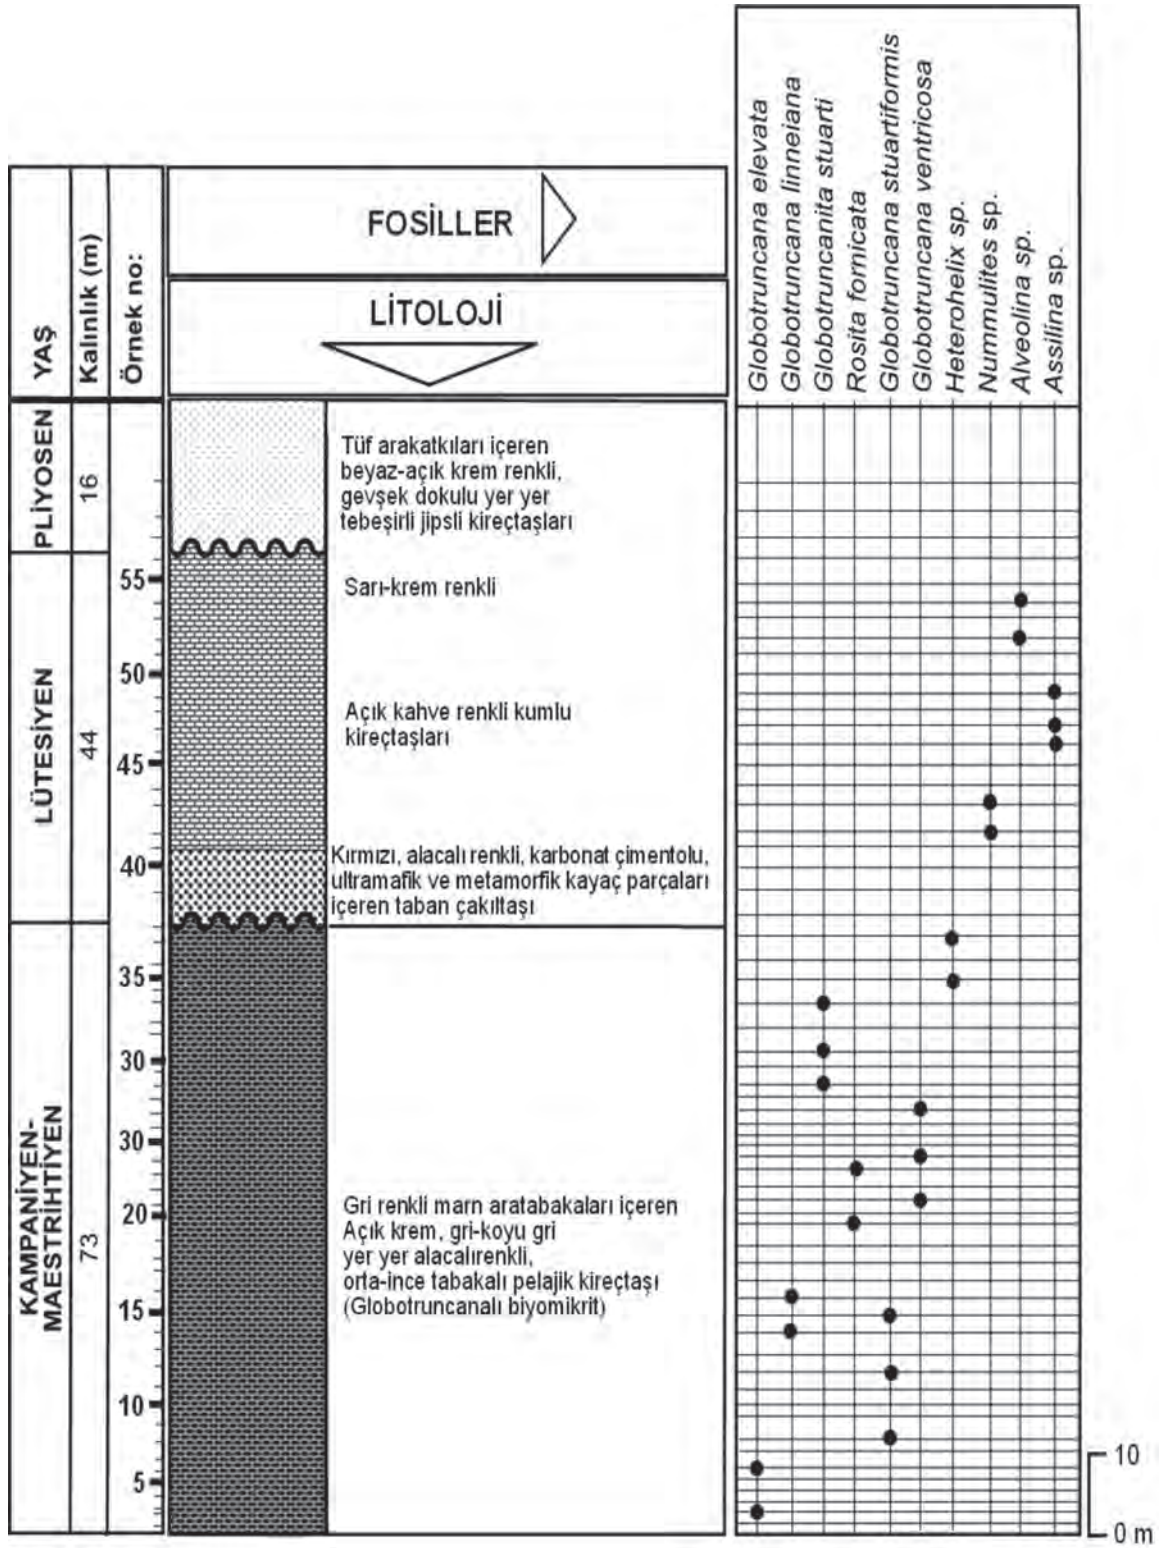 YAŞ
Kalınlık (m)
Örnek no:
FOSİLLER
LİTOLOJİ
Globotruncana elevata
Globotruncana linneiana
Globotruncanita stuarti
Rosita fornicata
Globotruncana stuartiformis
Globotruncana ventricosa
Heterohelix sp.
Nummulites sp.
Alveolina sp.
Assilina sp.
PLİYOSEN
16
Tüf arakatkıları içeren
beyaz-açık krem renkli,
gevşek dokulu yer yer
tebeşirli jipsli kireçtaşları
LÜTESİYEN
44
55
50
45
40
Sarı-krem renkli
Açık kahve renkli kumlu
kireçtaşları
Kırmızı, alacalı renkli, karbonat çimentolu,
ultramafik ve metamorfik kayaç parçaları
içeren taban çakıltaşı
KAMPANİYEN-
MAESTRİHTİYEN
73
35
30
30
20
15
10
5
Gri renkli marn aratabakaları içeren
Açık krem, gri-koyu gri
yer yer alacalırenkli,
orta-ince tabakalı pelajik kireçtaşı
(Globotruncanalı biyomikrit)
10
0 m